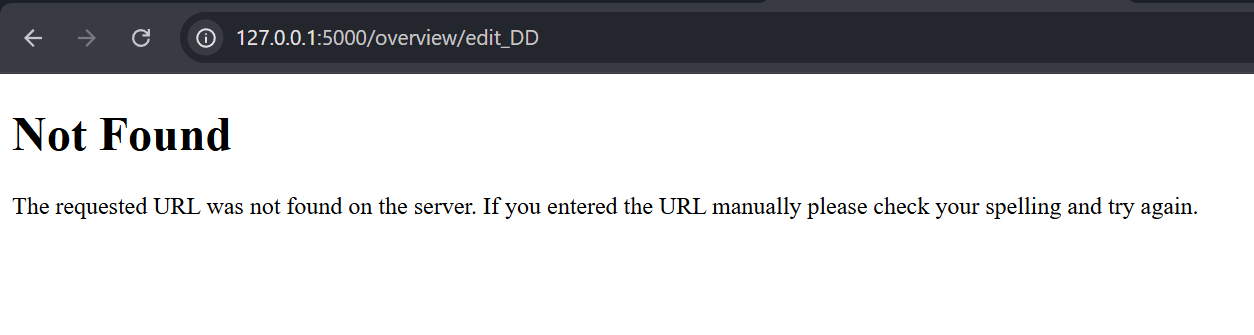 127.0.0.1:5000/overview/edit_DD
Not Found
The requested URL was not found on the server. If you entered the URL manually please check your spelling and try again.